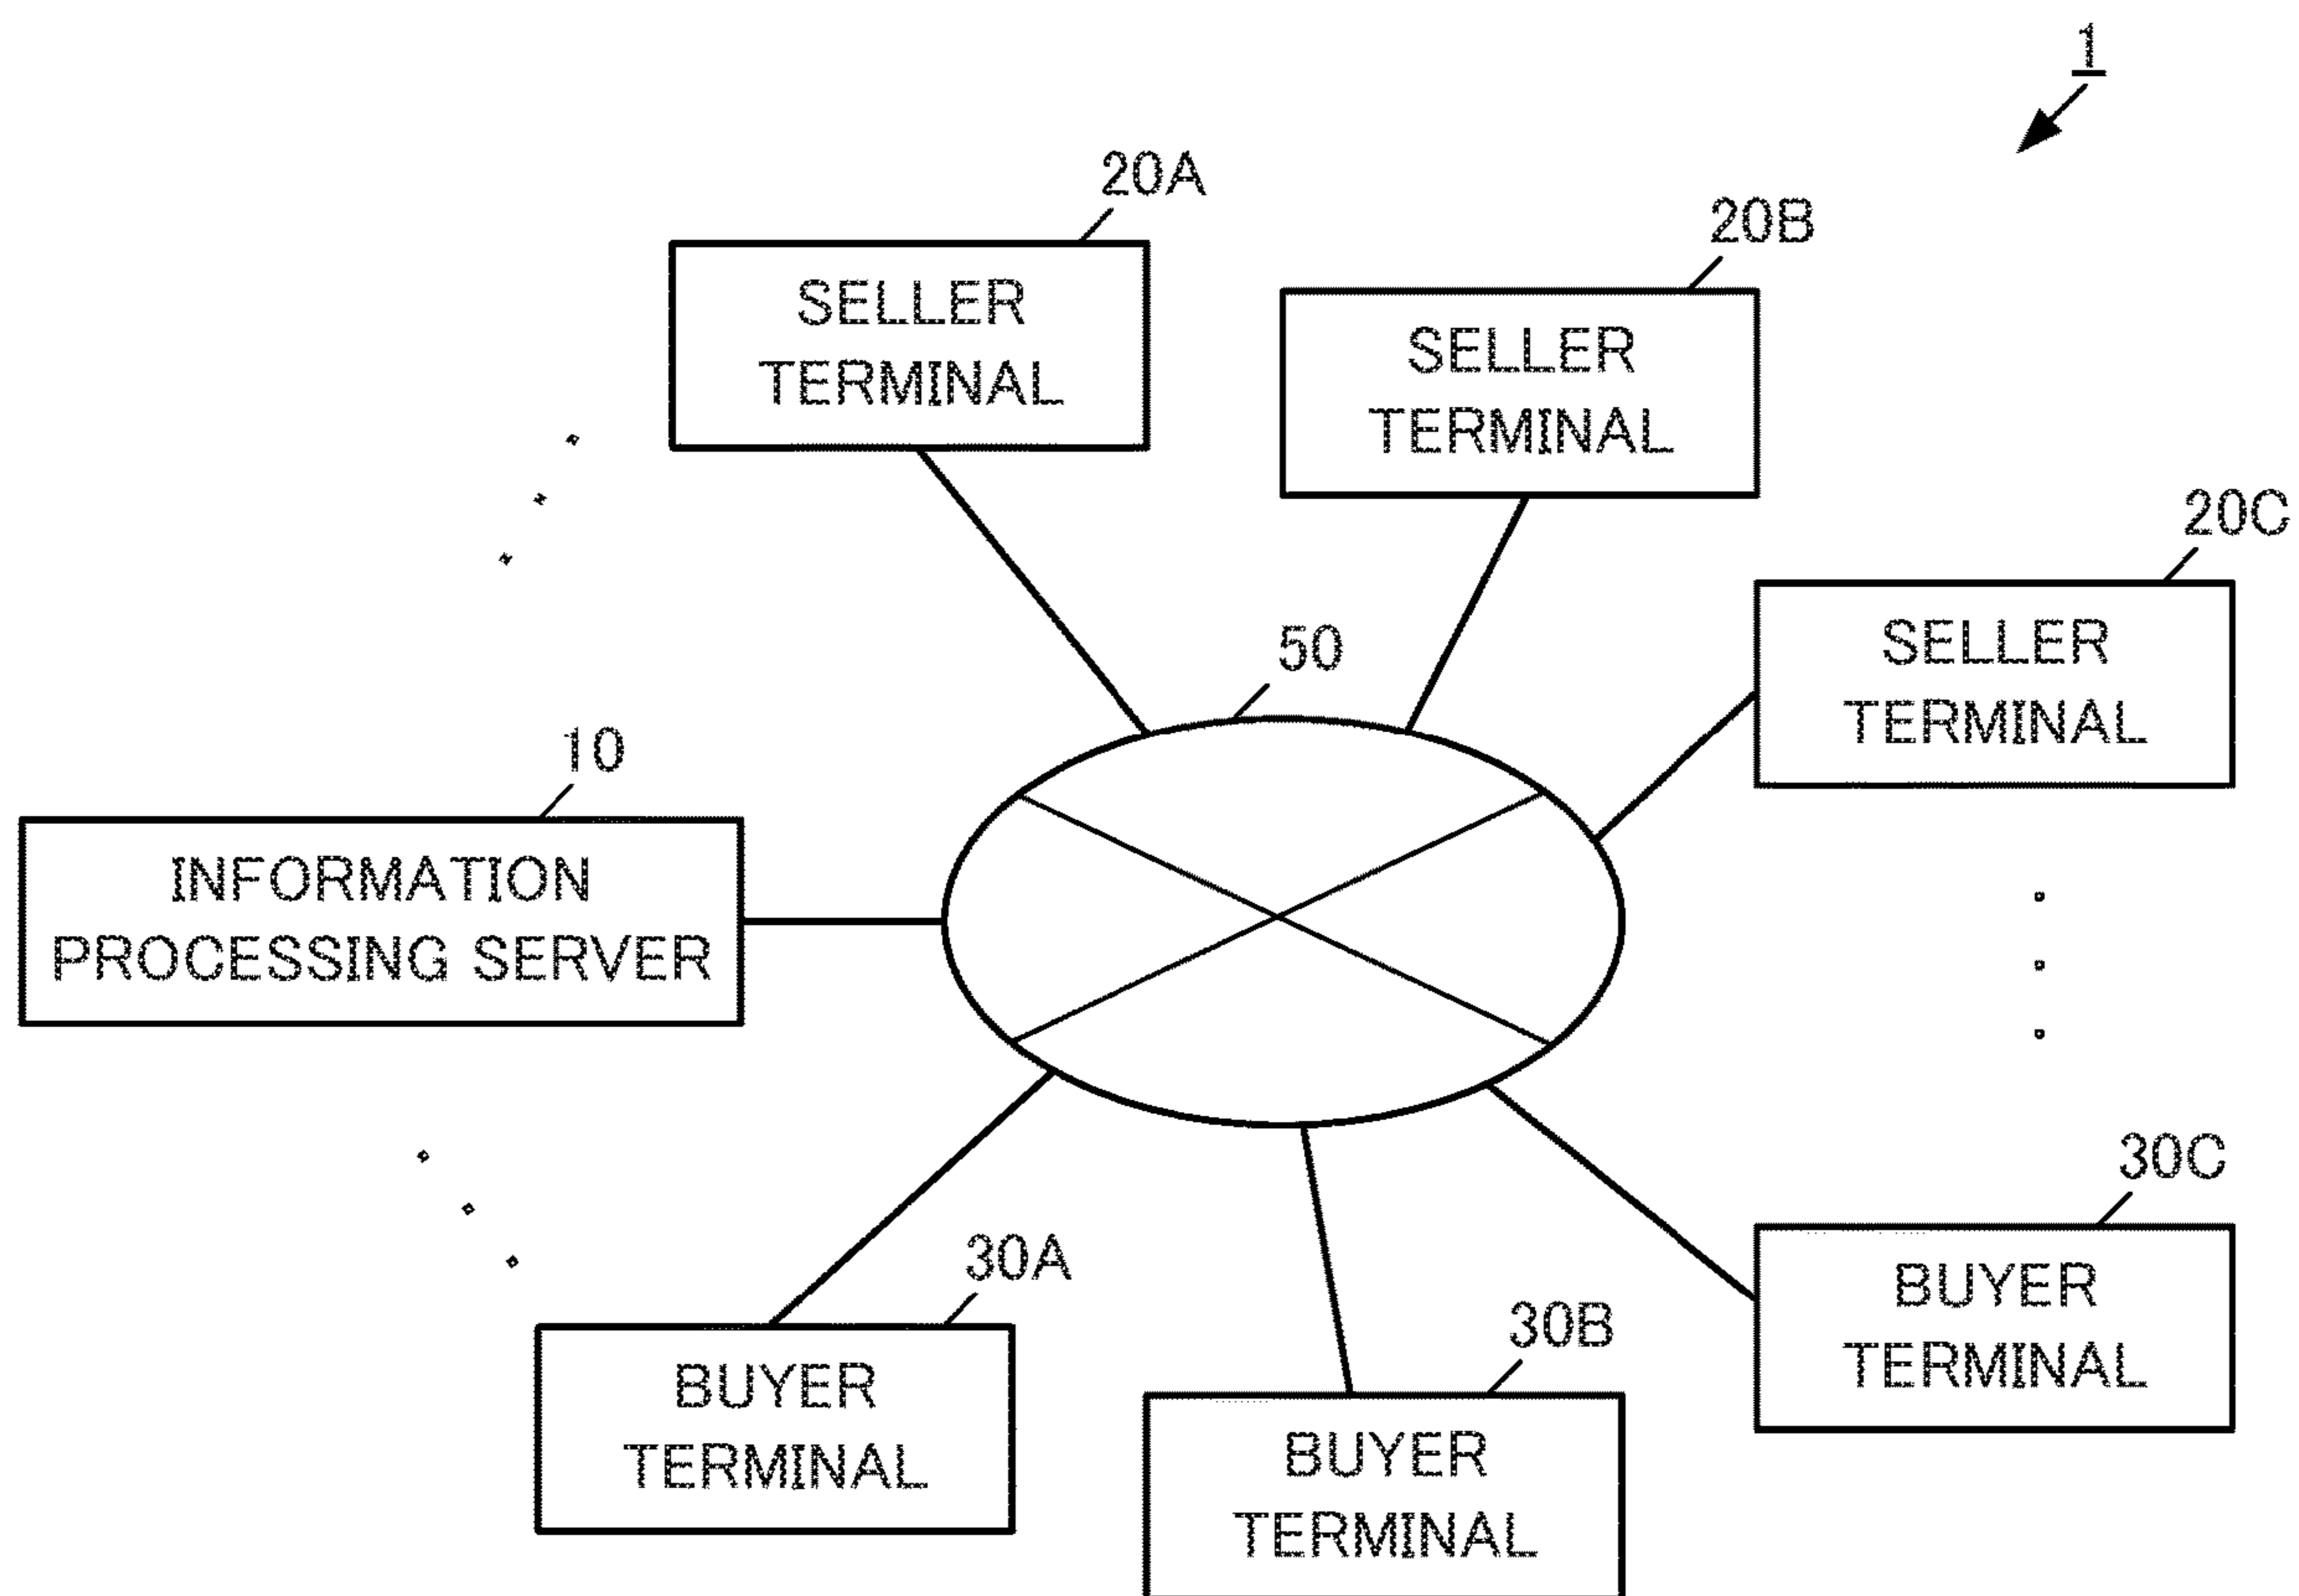 1
20A
SELLER
TERMINAL
20B
SELLER
TERMINAL
20C
SELLER
TERMINAL
50
10
INFORMATION
PROCESSING SERVER
30A
BUYER
TERMINAL
30B
BUYER
TERMINAL
30C
BUYER
TERMINAL